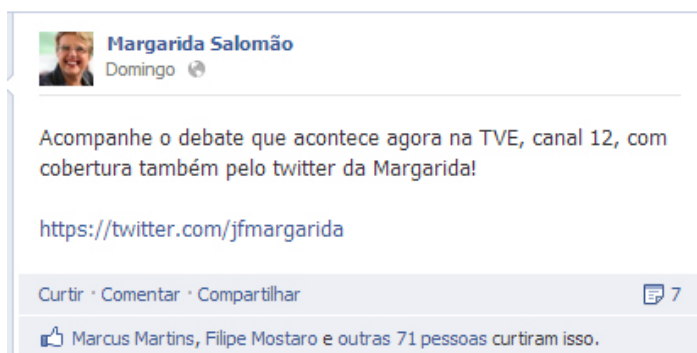 Margarida Salomão
Domingo
Acompanhe o debate que acontece agora na TVE, canal 12, com
cobertura também pelo twitter da Margarida!
https://twitter.com/jfmargarida
Curtir · Comentar · Compartilhar 7
Marcus Martins, Filipe Mostaro e outras 71 pessoas curtiram isso.